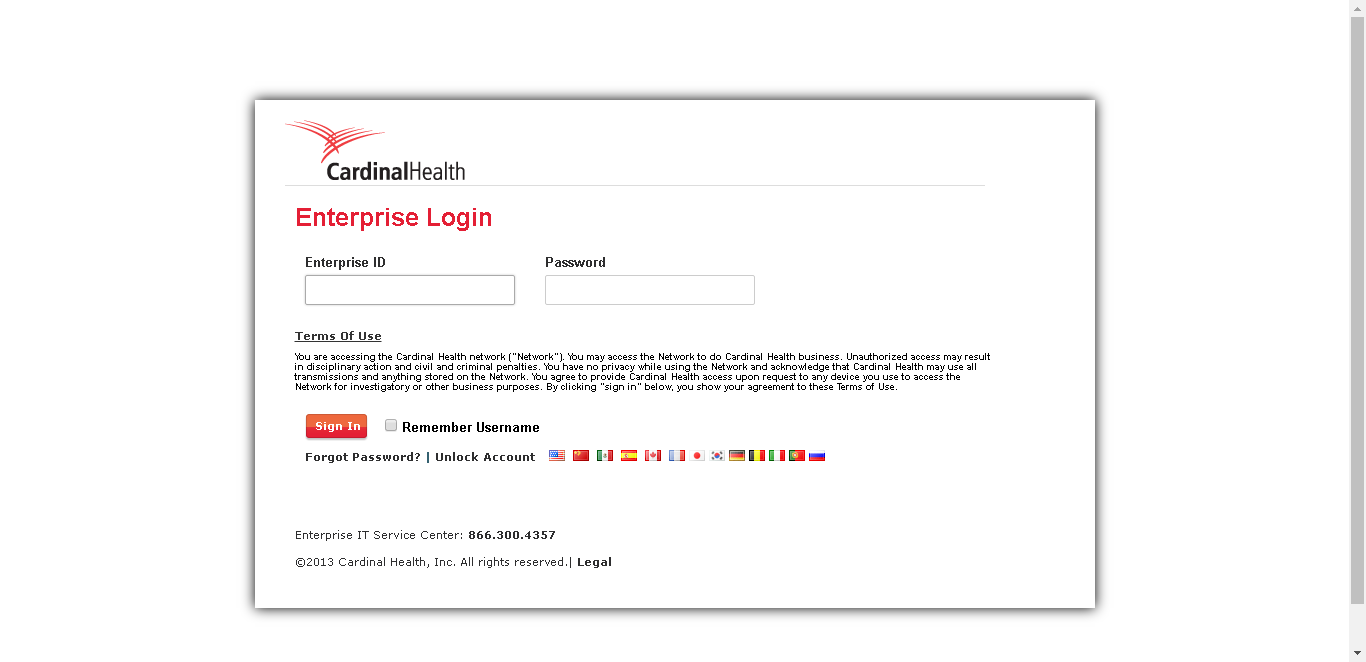 CardinalHealth
Enterprise Login
Enterprise ID Password
Terms Of Use
You are accessing the Cardinal Health network ("Network"). You may access the Network to do Cardinal Health business. Unauthorized access may result
in disciplinary action and civil and criminal penalties. You have no privacy while using the Network and acknowledge that Cardinal Health may use all
transmissions and anything stored on the Network. You agree to provide Cardinal Health access upon request to any device you use to access the
Network for investigatory or other business purposes. By clicking "sign in" below, you show your agreement to these Terms of Use.
Sign In Remember Username
Forgot Password? | Unlock Account
Enterprise IT Service Center: 866.300.4357
©2013 Cardinal Health, Inc. All rights reserved.| Legal